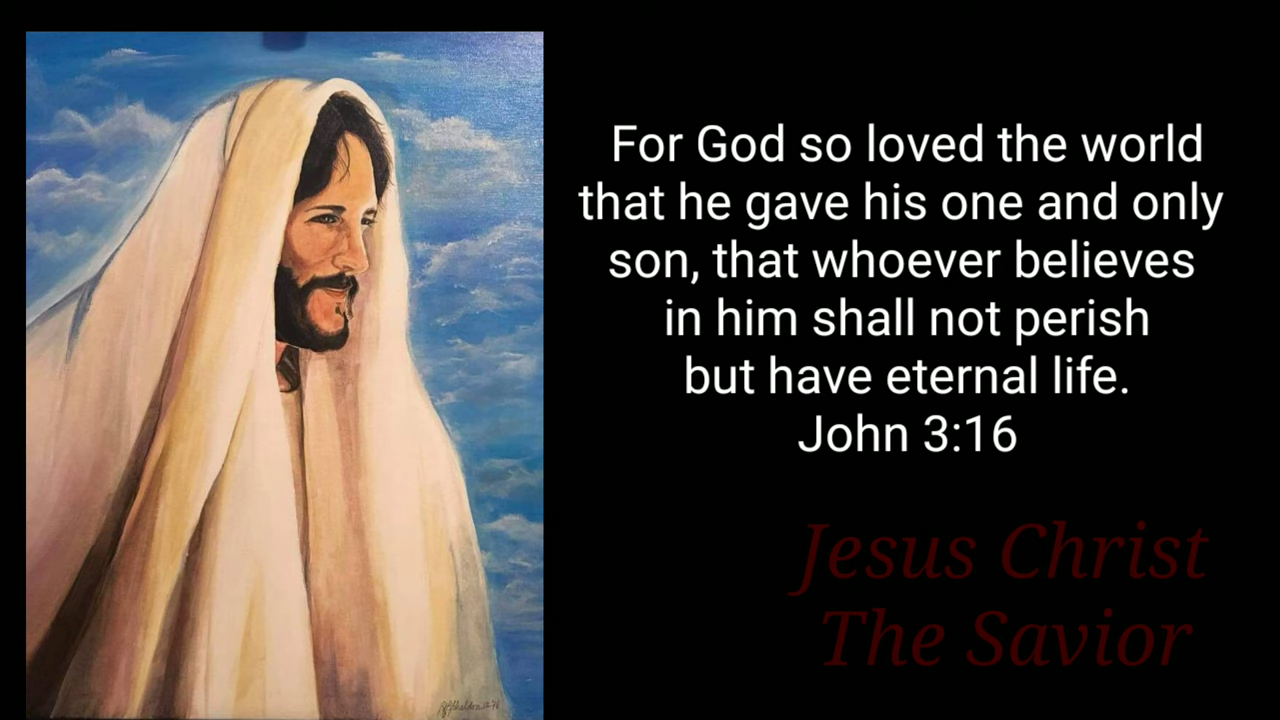 For God so loved the world
that he gave his one and only
son, that whoever believes
in him shall not perish
but have eternal life.
John 3:16
Jesus Christ
The Savior